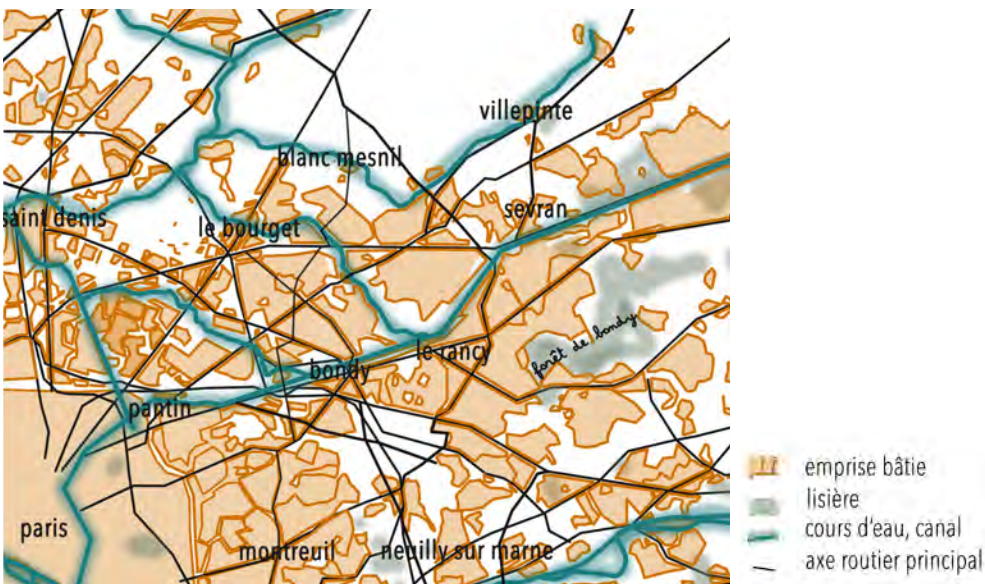 villepinte
blanc mesnil
sevran
saint denis
le bourget
forêt de bondy
le rancy
bondy
pantin
paris
montreuil
neuilly sur marne
emprise bâtie
lisière
cours d'eau, canal
axe routier principal